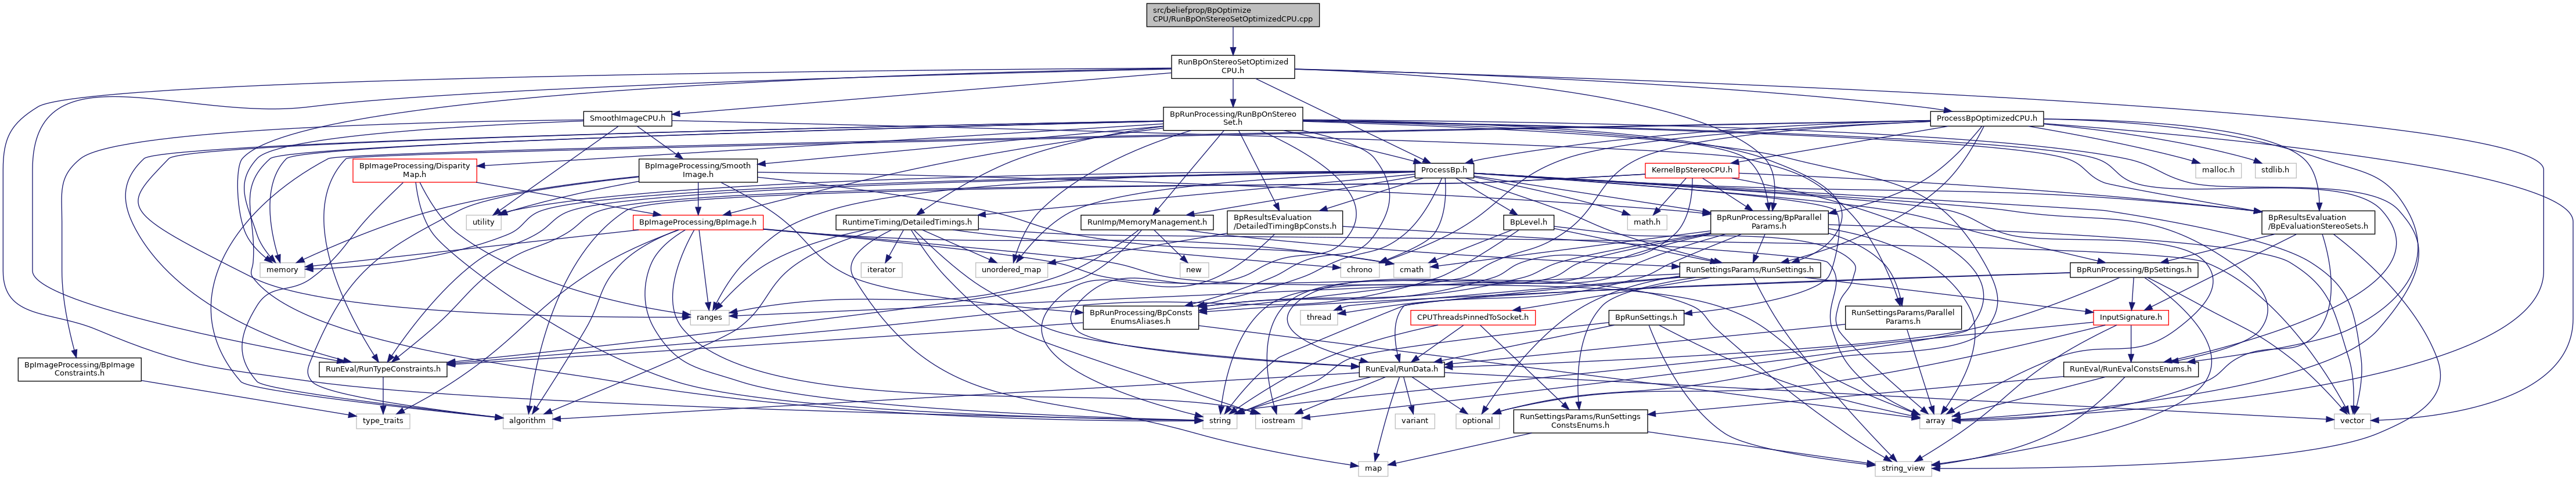 src/beliefprop/BpOptimize
CPU/RunBpOnStereoSetOptimizedCPU.cpp
RunBpOnStereoSetOptimized
CPU.h
SmoothImageCPU.h
BpRunProcessing/RunBpOnStereo
Set.h
ProcessBpOptimizedCPU.h
BpImageProcessing/Disparity
Map.h
BpImageProcessing/Smooth
Image.h
ProcessBp.h
KernelBpStereoCPU.h
malloc.h
stdlib.h
utility
BpImageProcessing/BpImage.h
RuntimeTiming/DetailedTimings.h
RunImp/MemoryManagement.h
BpResultsEvaluation
/DetailedTimingBpConsts.h
BpLevel.h
math.h
BpRunProcessing/BpParallel
Params.h
BpResultsEvaluation
/BpEvaluationStereoSets.h
memory
iterator
unordered_map
new
chrono
cmath
RunSettingsParams/RunSettings.h
BpRunProcessing/BpSettings.h
ranges
BpRunProcessing/BpConsts
EnumsAliases.h
thread
CPUThreadsPinnedToSocket.h
BpRunSettings.h
RunSettingsParams/Parallel
Params.h
InputSignature.h
BpImageProcessing/BpImage
Constraints.h
RunEval/RunTypeConstraints.h
RunEval/RunData.h
RunEval/RunEvalConstsEnums.h
type_traits
algorithm
string
iostream
variant
optional
RunSettingsParams/RunSettings
ConstsEnums.h
array
vector
map
string_view